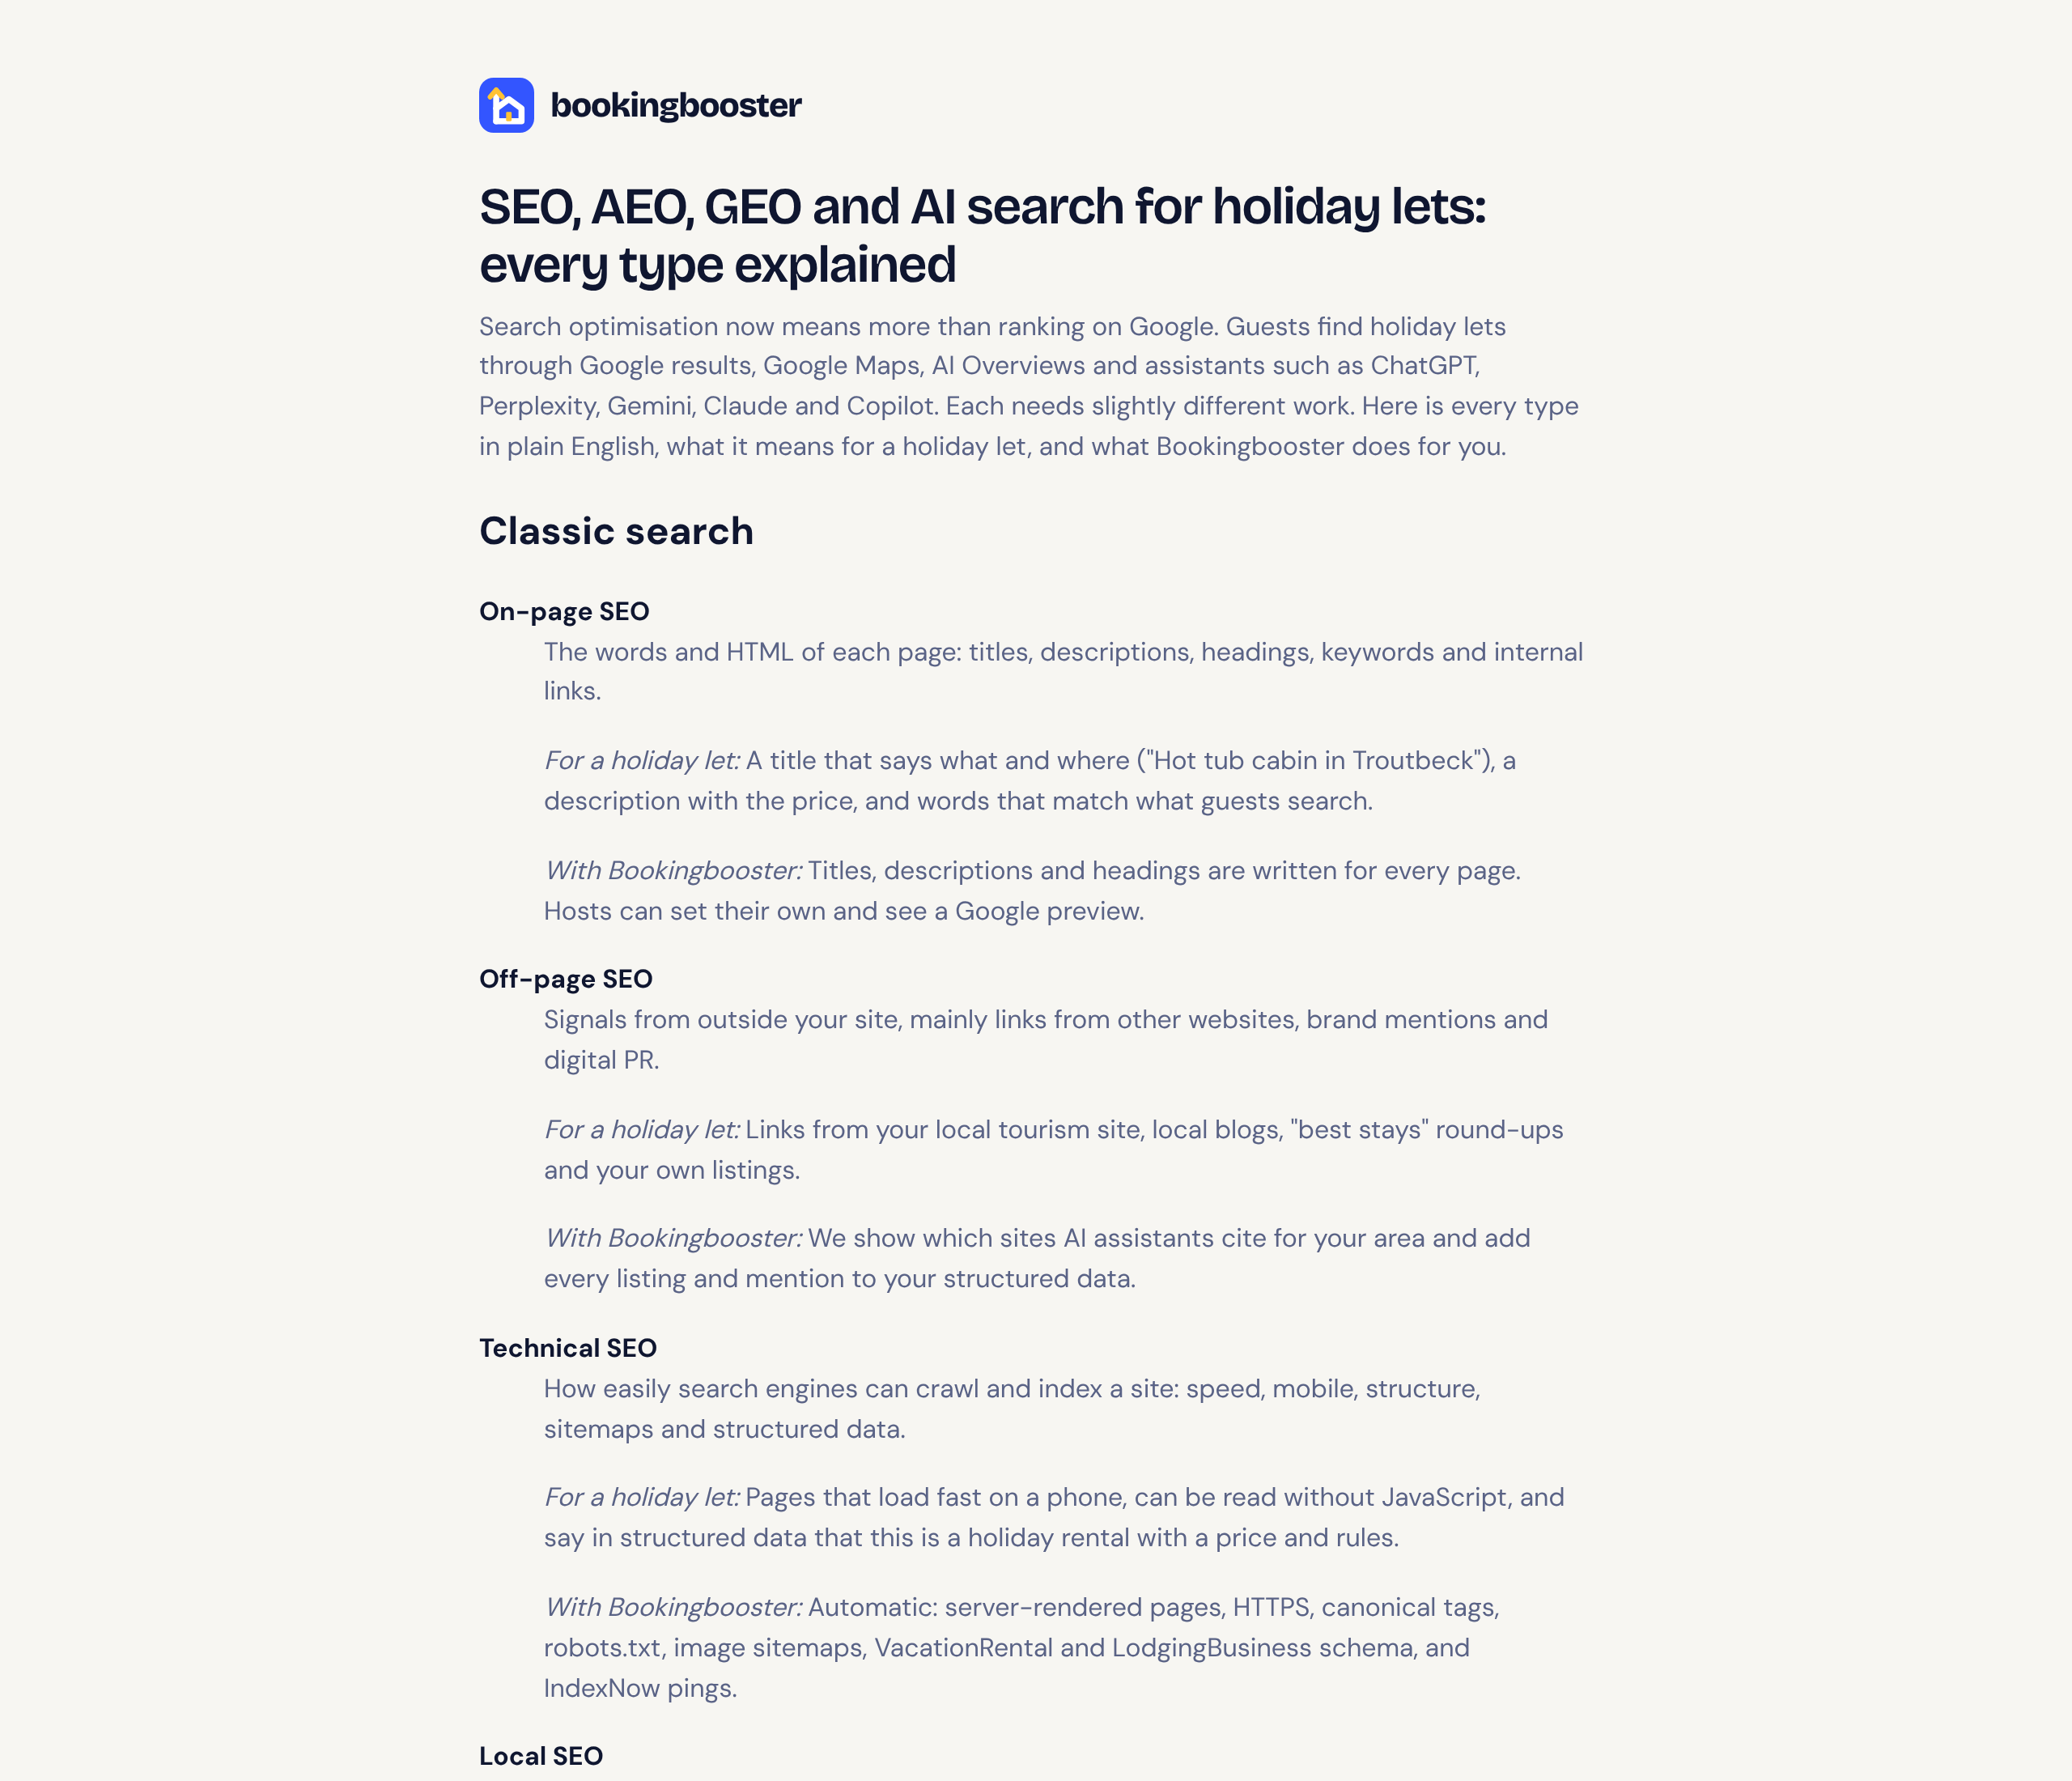 bookingbooster
SEO, AEO, GEO and AI search for holiday lets:
every type explained
Search optimisation now means more than ranking on Google. Guests find holiday lets
through Google results, Google Maps, AI Overviews and assistants such as ChatGPT,
Perplexity, Gemini, Claude and Copilot. Each needs slightly different work. Here is every type
in plain English, what it means for a holiday let, and what Bookingbooster does for you.
Classic search
On-page SEO
The words and HTML of each page: titles, descriptions, headings, keywords and internal
links.
For a holiday let: A title that says what and where ("Hot tub cabin in Troutbeck"), a
description with the price, and words that match what guests search.
With Bookingbooster: Titles, descriptions and headings are written for every page.
Hosts can set their own and see a Google preview.
Off-page SEO
Signals from outside your site, mainly links from other websites, brand mentions and
digital PR.
For a holiday let: Links from your local tourism site, local blogs, "best stays" round-ups
and your own listings.
With Bookingbooster: We show which sites AI assistants cite for your area and add
every listing and mention to your structured data.
Technical SEO
How easily search engines can crawl and index a site: speed, mobile, structure,
sitemaps and structured data.
For a holiday let: Pages that load fast on a phone, can be read without JavaScript, and
say in structured data that this is a holiday rental with a price and rules.
With Bookingbooster: Automatic: server-rendered pages, HTTPS, canonical tags,
robots.txt, image sitemaps, VacationRental and LodgingBusiness schema, and
IndexNow pings.
Local SEO